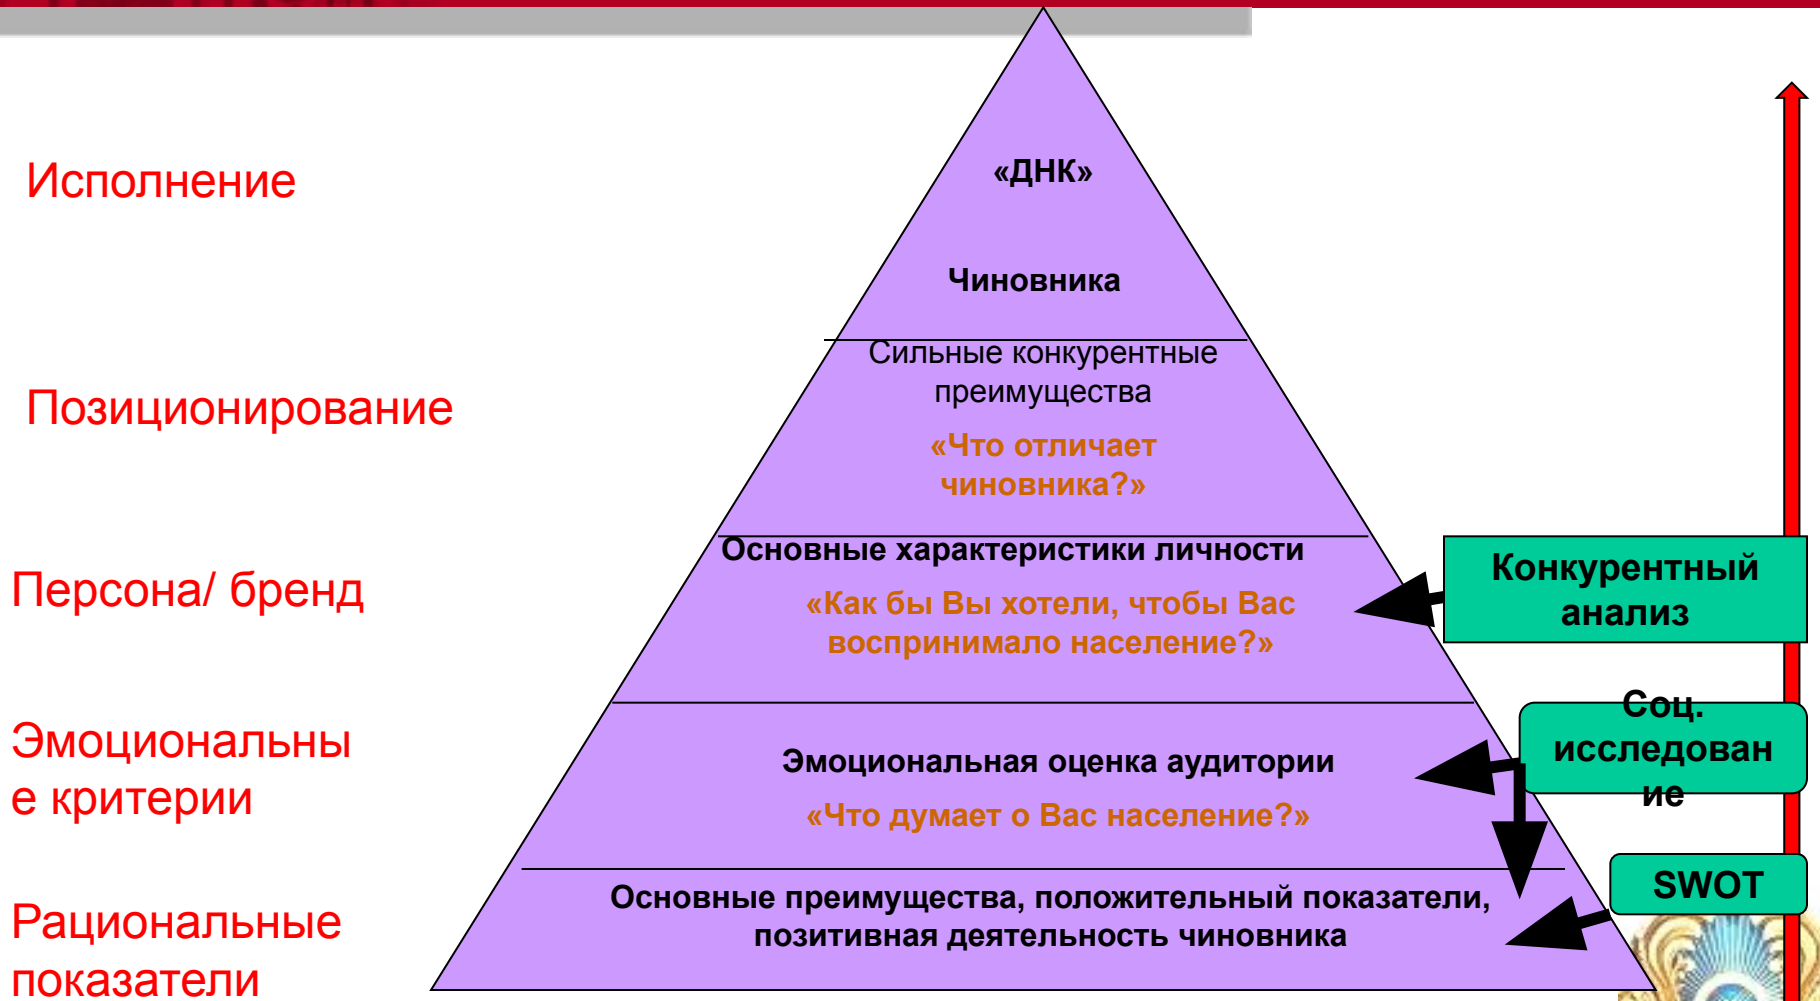 Исполнение
«ДНК»
Чиновника
Позиционирование
Сильные конкурентные
преимущества
«Что отличает
чиновника?»
Персона/ бренд
Основные характеристики личности
«Как бы Вы хотели, чтобы Вас
воспринимало население?»
Конкурентный
анализ
Эмоциональны
е критерии
Эмоциональная оценка аудитории
«Что думает о Вас население?»
Соц.
исследован
ие
Рациональные
показатели
Основные преимущества, положительный показатели,
позитивная деятельность чиновника
SWOT